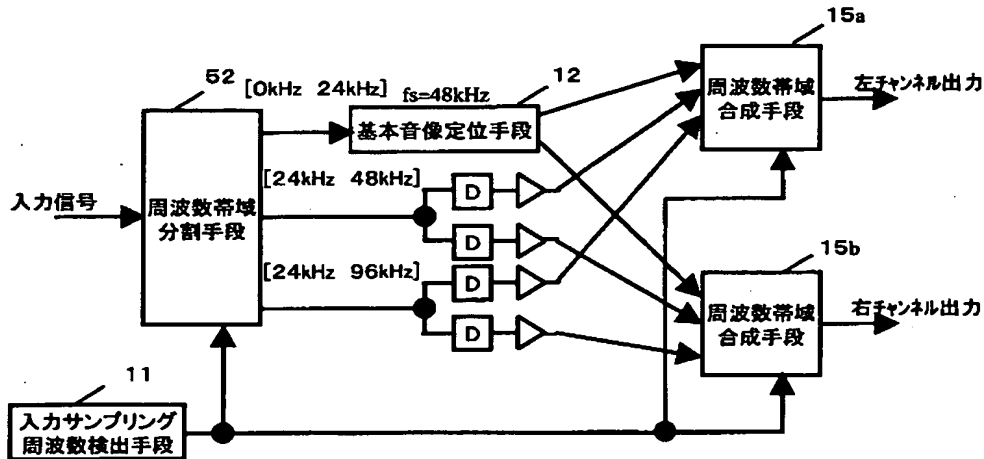 15a
52
[0kHz 24kHz]
fs=48kHz
12
周波数帯域
合成手段
左チャンネル出力
基本音像定位手段
入力信号
周波数帯域
分割手段
[24kHz 48kHz]
D
D
[24kHz 96kHz]
D
D
15b
周波数帯域
合成手段
右チャンネル出力
11
入力サンプリング
周波数検出手段